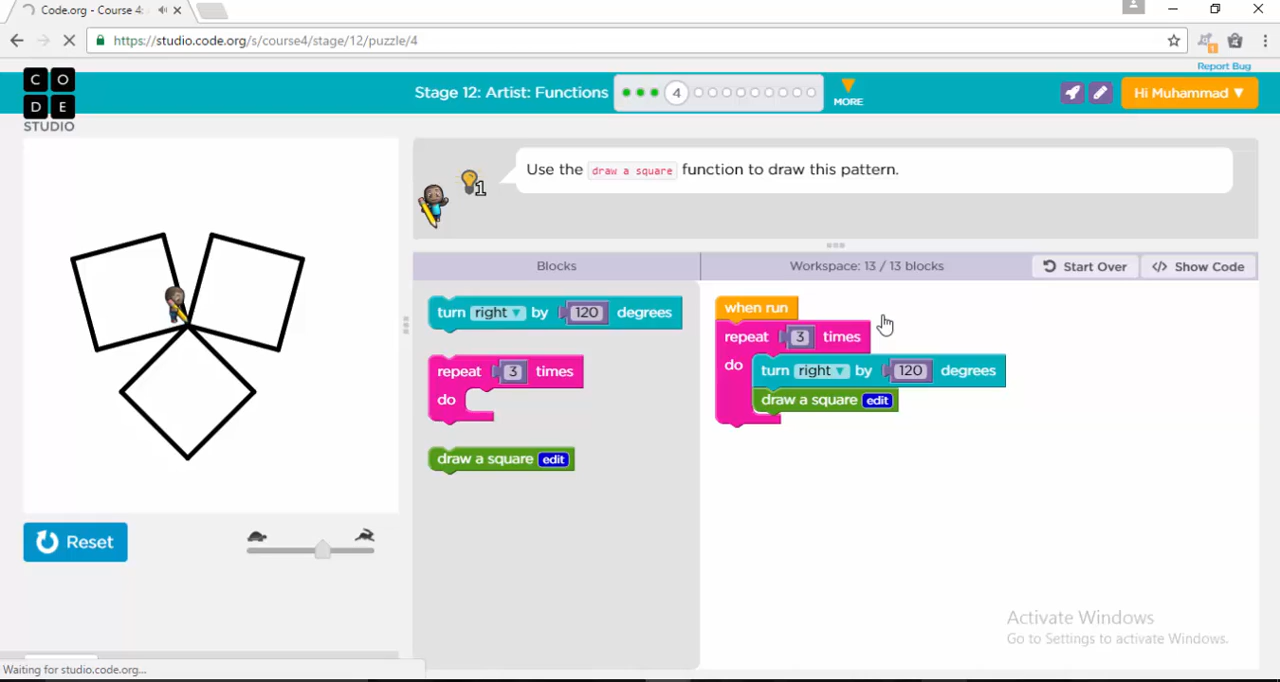 Code.org - Course 4:
https://studio.code.org/s/course4/stage/12/puzzle/4
Report Bug
C O
D E
STUDIO
Stage 12: Artist: Functions
4
MORE
Hi Muhammad ▼
1
Use the draw a square function to draw this pattern.
Blocks
Workspace: 13 / 13 blocks
Start Over
</> Show Code
turn right by 120 degrees
repeat 3 times
do
draw a square edit
when run
repeat 3 times
do turn right by 120 degrees
draw a square edit
Reset
Activate Windows
Go to Settings to activate Windows.
Waiting for studio.code.org...